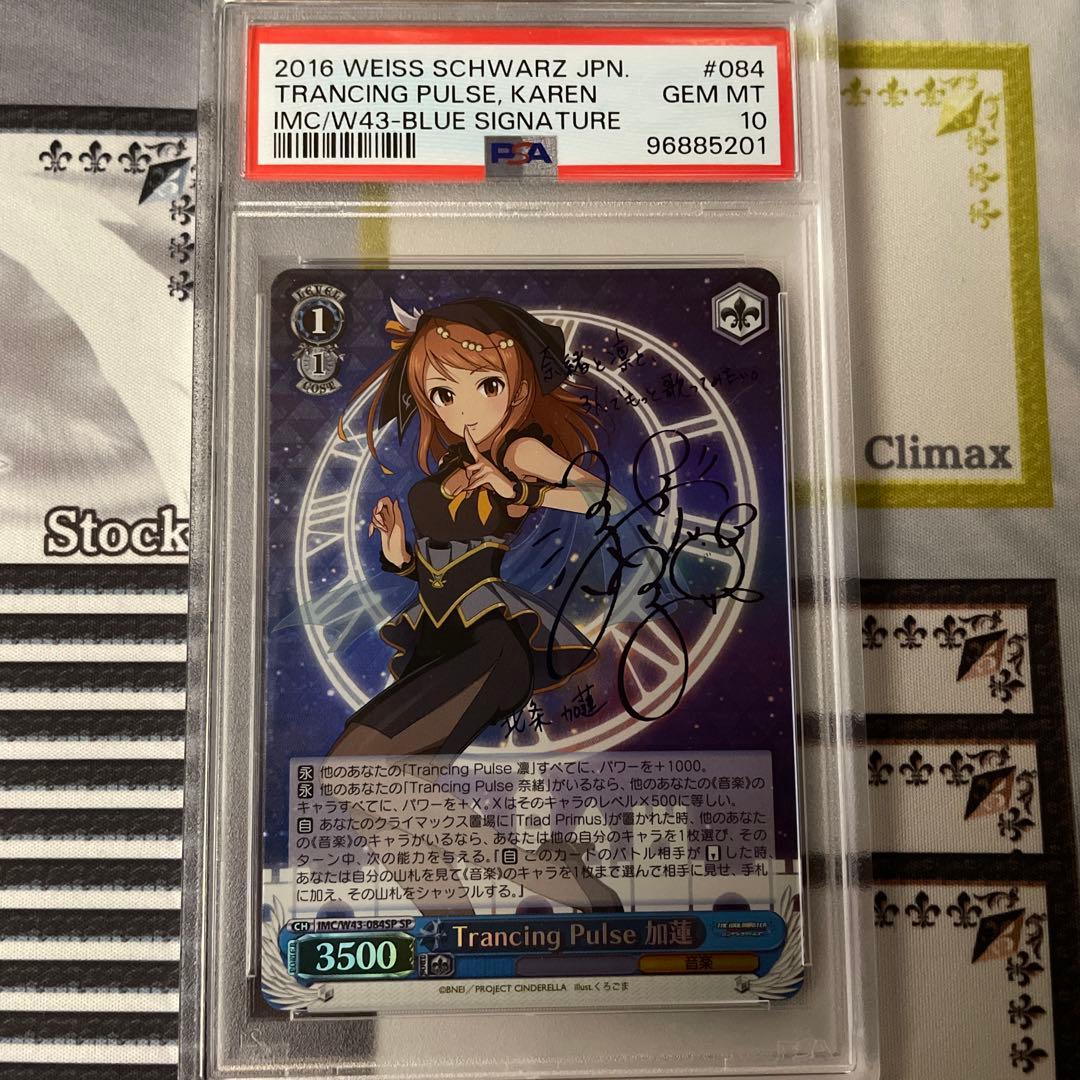 2016 WEISS SCHWARZ JPN. #084
TRANCING PULSE, KAREN GEM MT
IMC/W43-BLUE SIGNATURE 10
PSA 96885201
LEVEL
1
1
COST
奈緒と凛と、
3人でもっと歌ってみたい。
北条 加蓮
Stock
Climax
永 他のあなたの「Trancing Pulse 凛」すべてに、パワーを+1000。
永 他のあなたの「Trancing Pulse 奈緒」がいるなら、他のあなたの《音楽》の
キャラすべてに、パワーを+X。Xはそのキャラのレベル×500に等しい。
自 あなたのクライマックス置場に「Triad Primus」が置かれた時、他のあなた
の《音楽》のキャラがいるなら、あなたは他の自分のキャラを1枚選び、その
ターン中、次の能力を与える。「自 このカードのバトル相手が した時、
あなたは自分の山札を見て《音楽》のキャラを1枚まで選んで相手に見せ、手札
に加え、その山札をシャッフルする。」
CH IMC/W43-084SP SP
POWER 3500 Trancing Pulse 加蓮
音楽
©BNEI/PROJECT CINDERELLA illust.くろごま